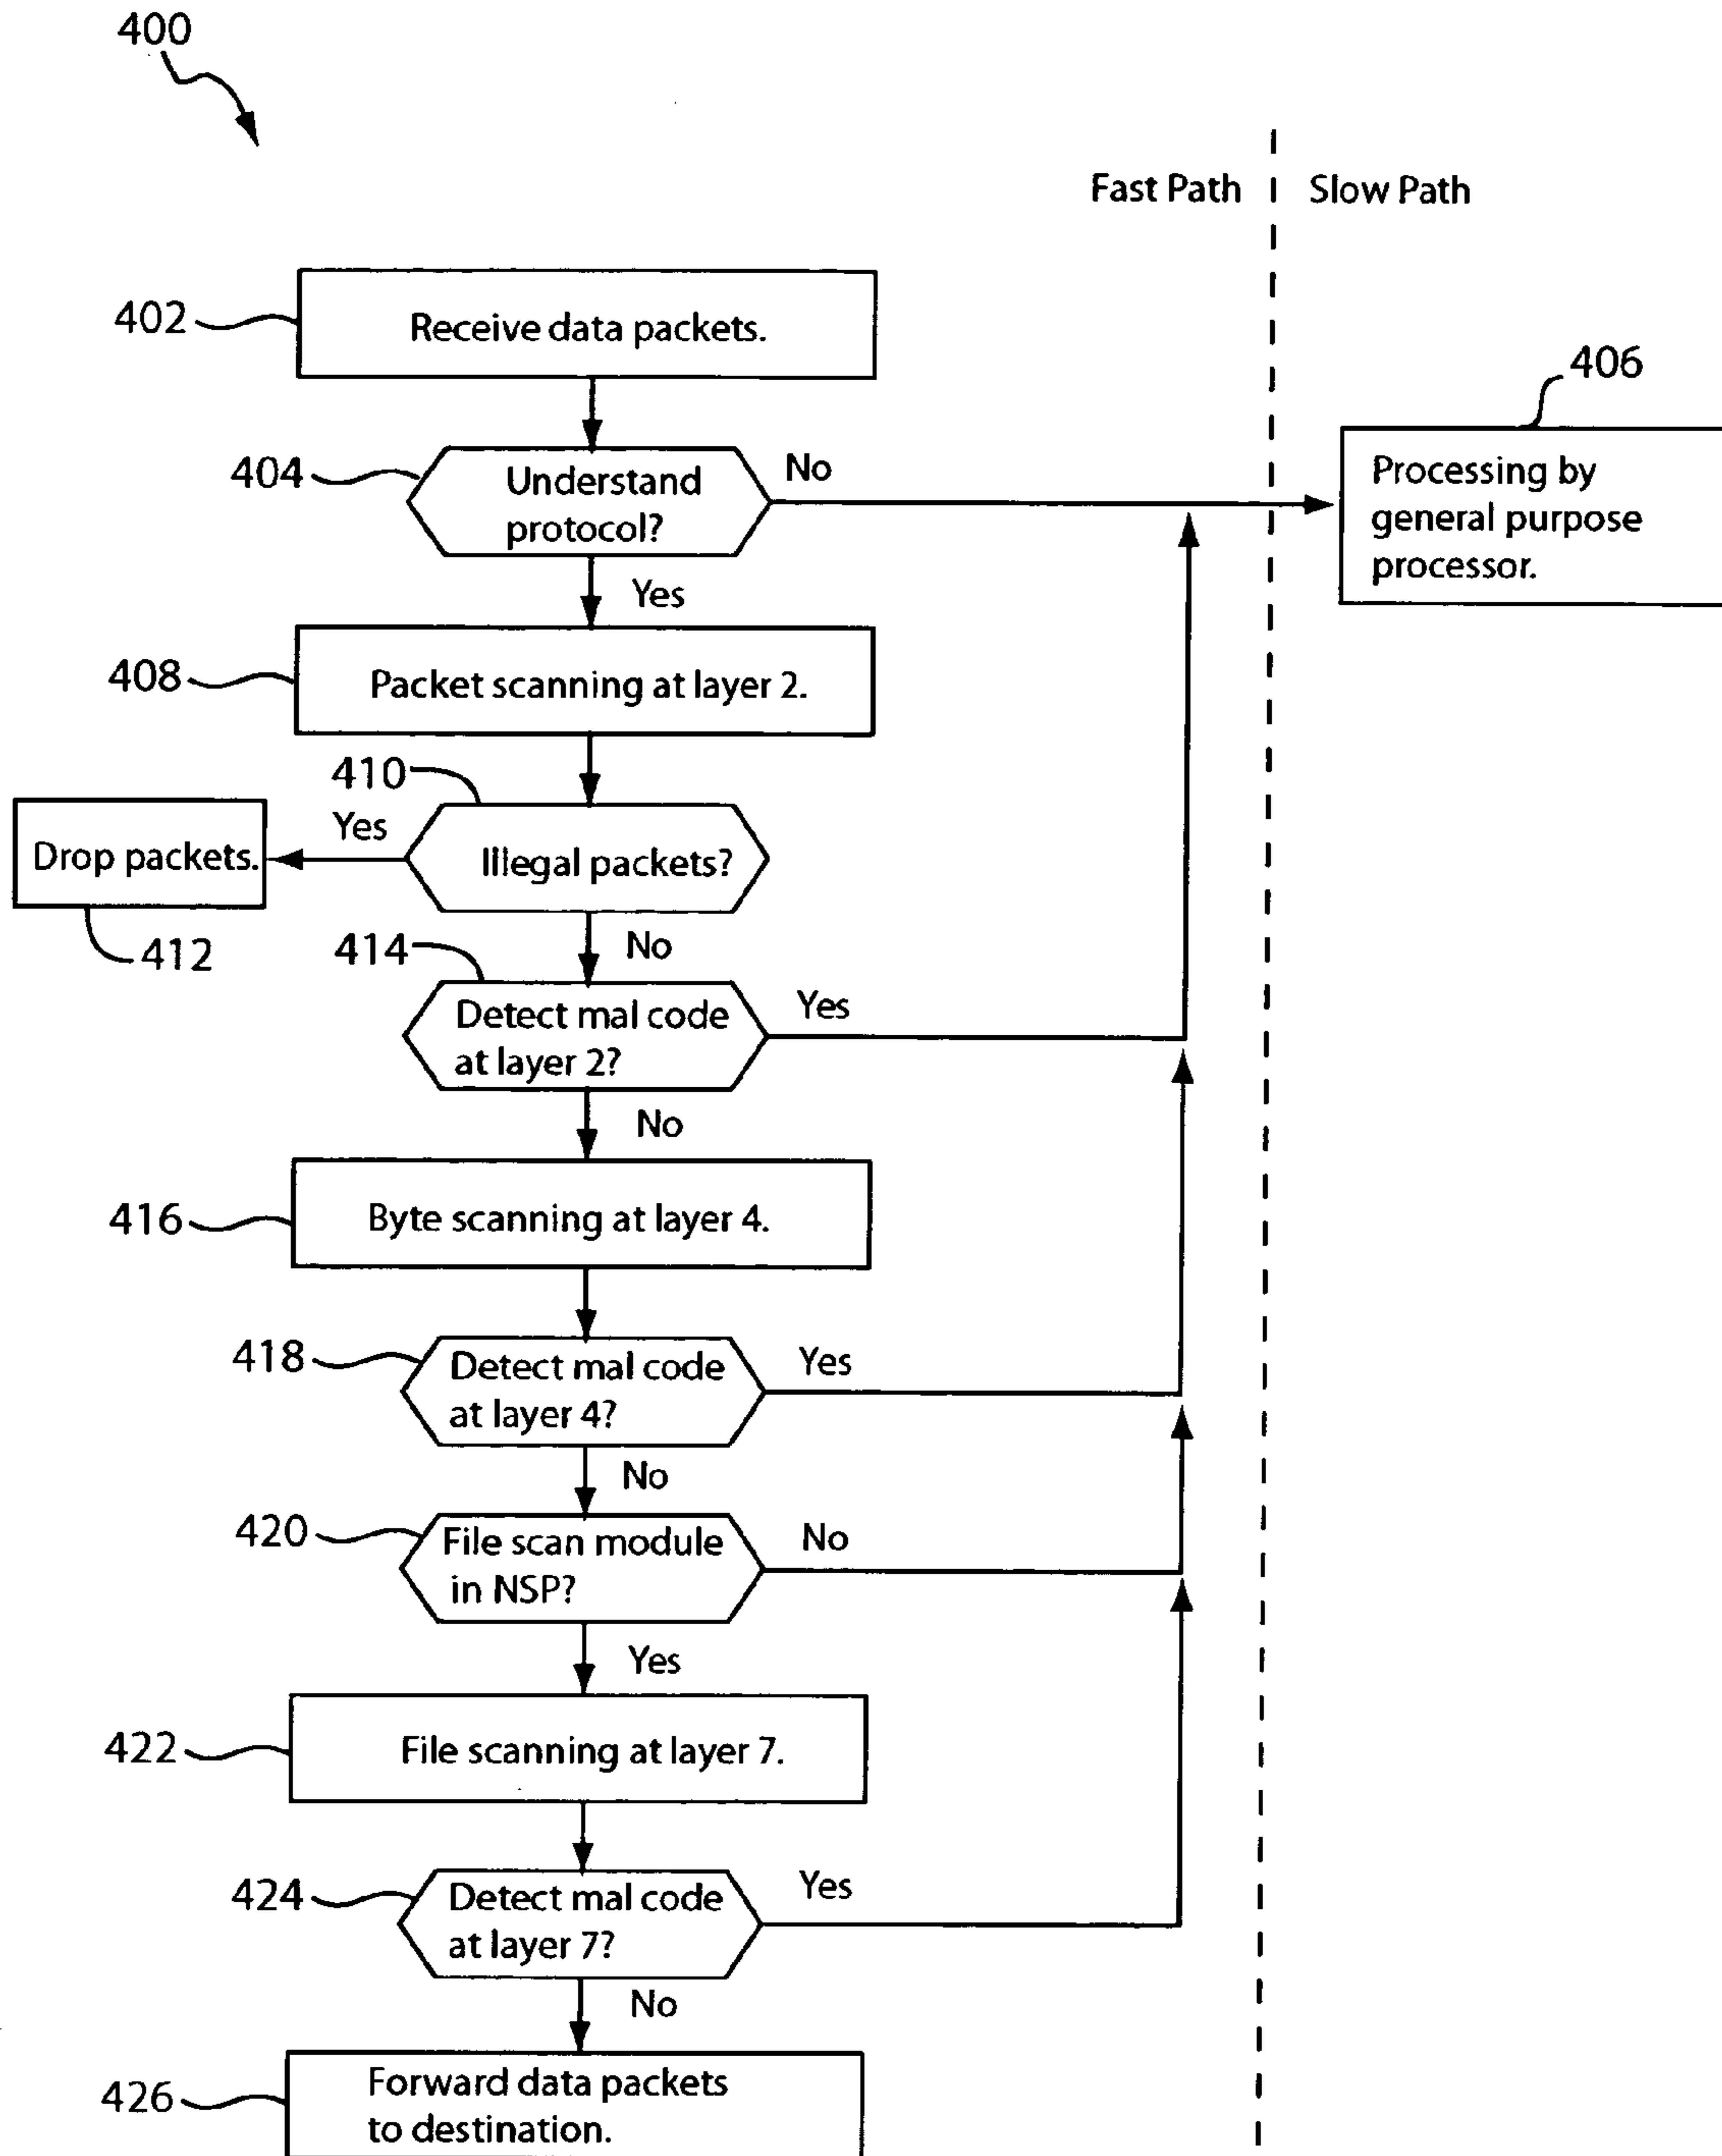 400
Fast Path
Slow Path
402
Receive data packets.
406
404
Understand
protocol?
No
Processing by
general purpose
processor.
Yes
408
Packet scanning at layer 2.
410
Drop packets.
Yes
Illegal packets?
412
No
414
Detect mal code
at layer 2?
Yes
No
416
Byte scanning at layer 4.
418
Detect mal code
at layer 4?
Yes
No
420
File scan module
in NSP?
No
Yes
422
File scanning at layer 7.
424
Detect mal code
at layer 7?
Yes
No
426
Forward data packets
to destination.